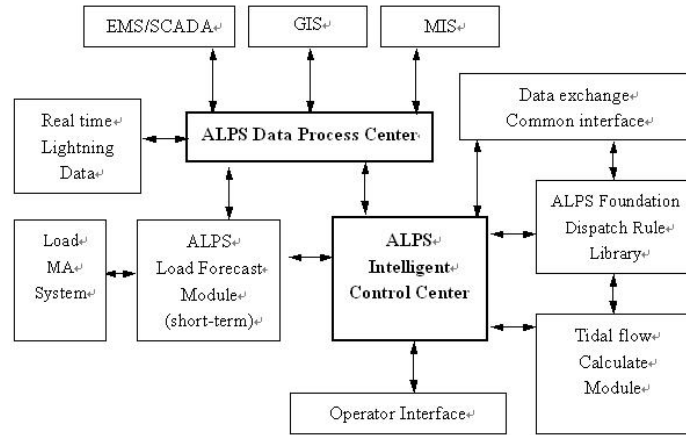 EMS/SCADA
GIS
MIS
Real time
Lightning
Data
ALPS Data Process Center
Data exchange
Common interface
Load
MA
System
ALPS
Load Forecast
Module
(short-term)
ALPS
Intelligent
Control Center
ALPS Foundation
Dispatch Rule
Library
Tidal flow
Calculate
Module
Operator Interface